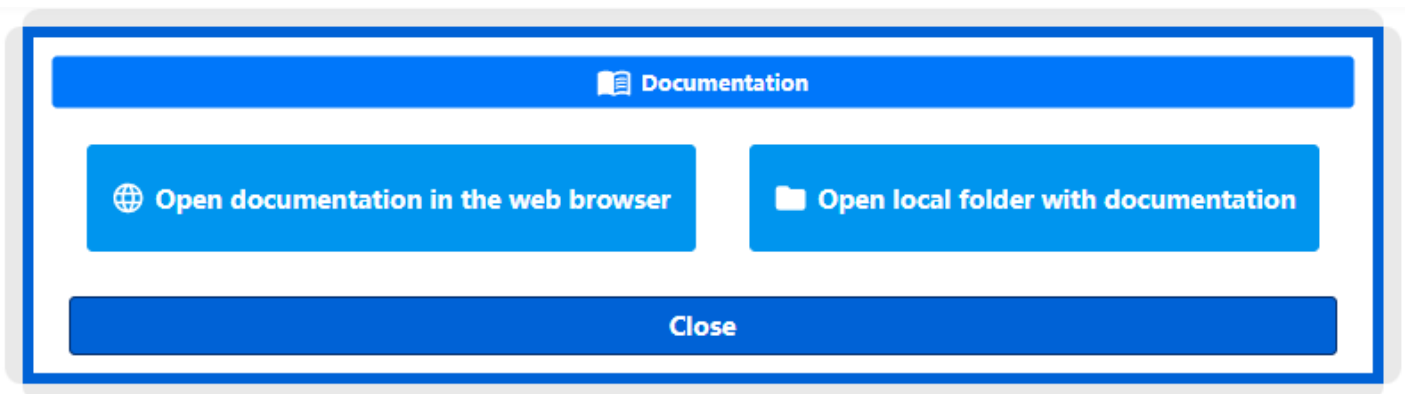 Documentation
Open documentation in the web browser
Open local folder with documentation
Close